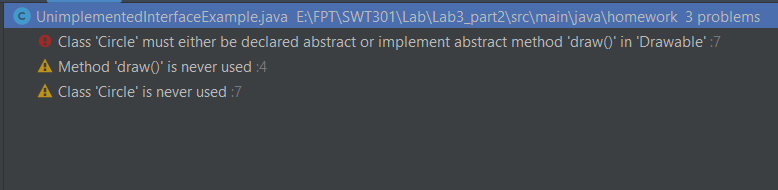 C UnimplementedInterfaceExample.java E:\FPT\SWT301\Lab\Lab3_part2\src\main\java\homework 3 problems
Class 'Circle' must either be declared abstract or implement abstract method 'draw()' in 'Drawable' :7
Method 'draw()' is never used :4
Class 'Circle' is never used :7